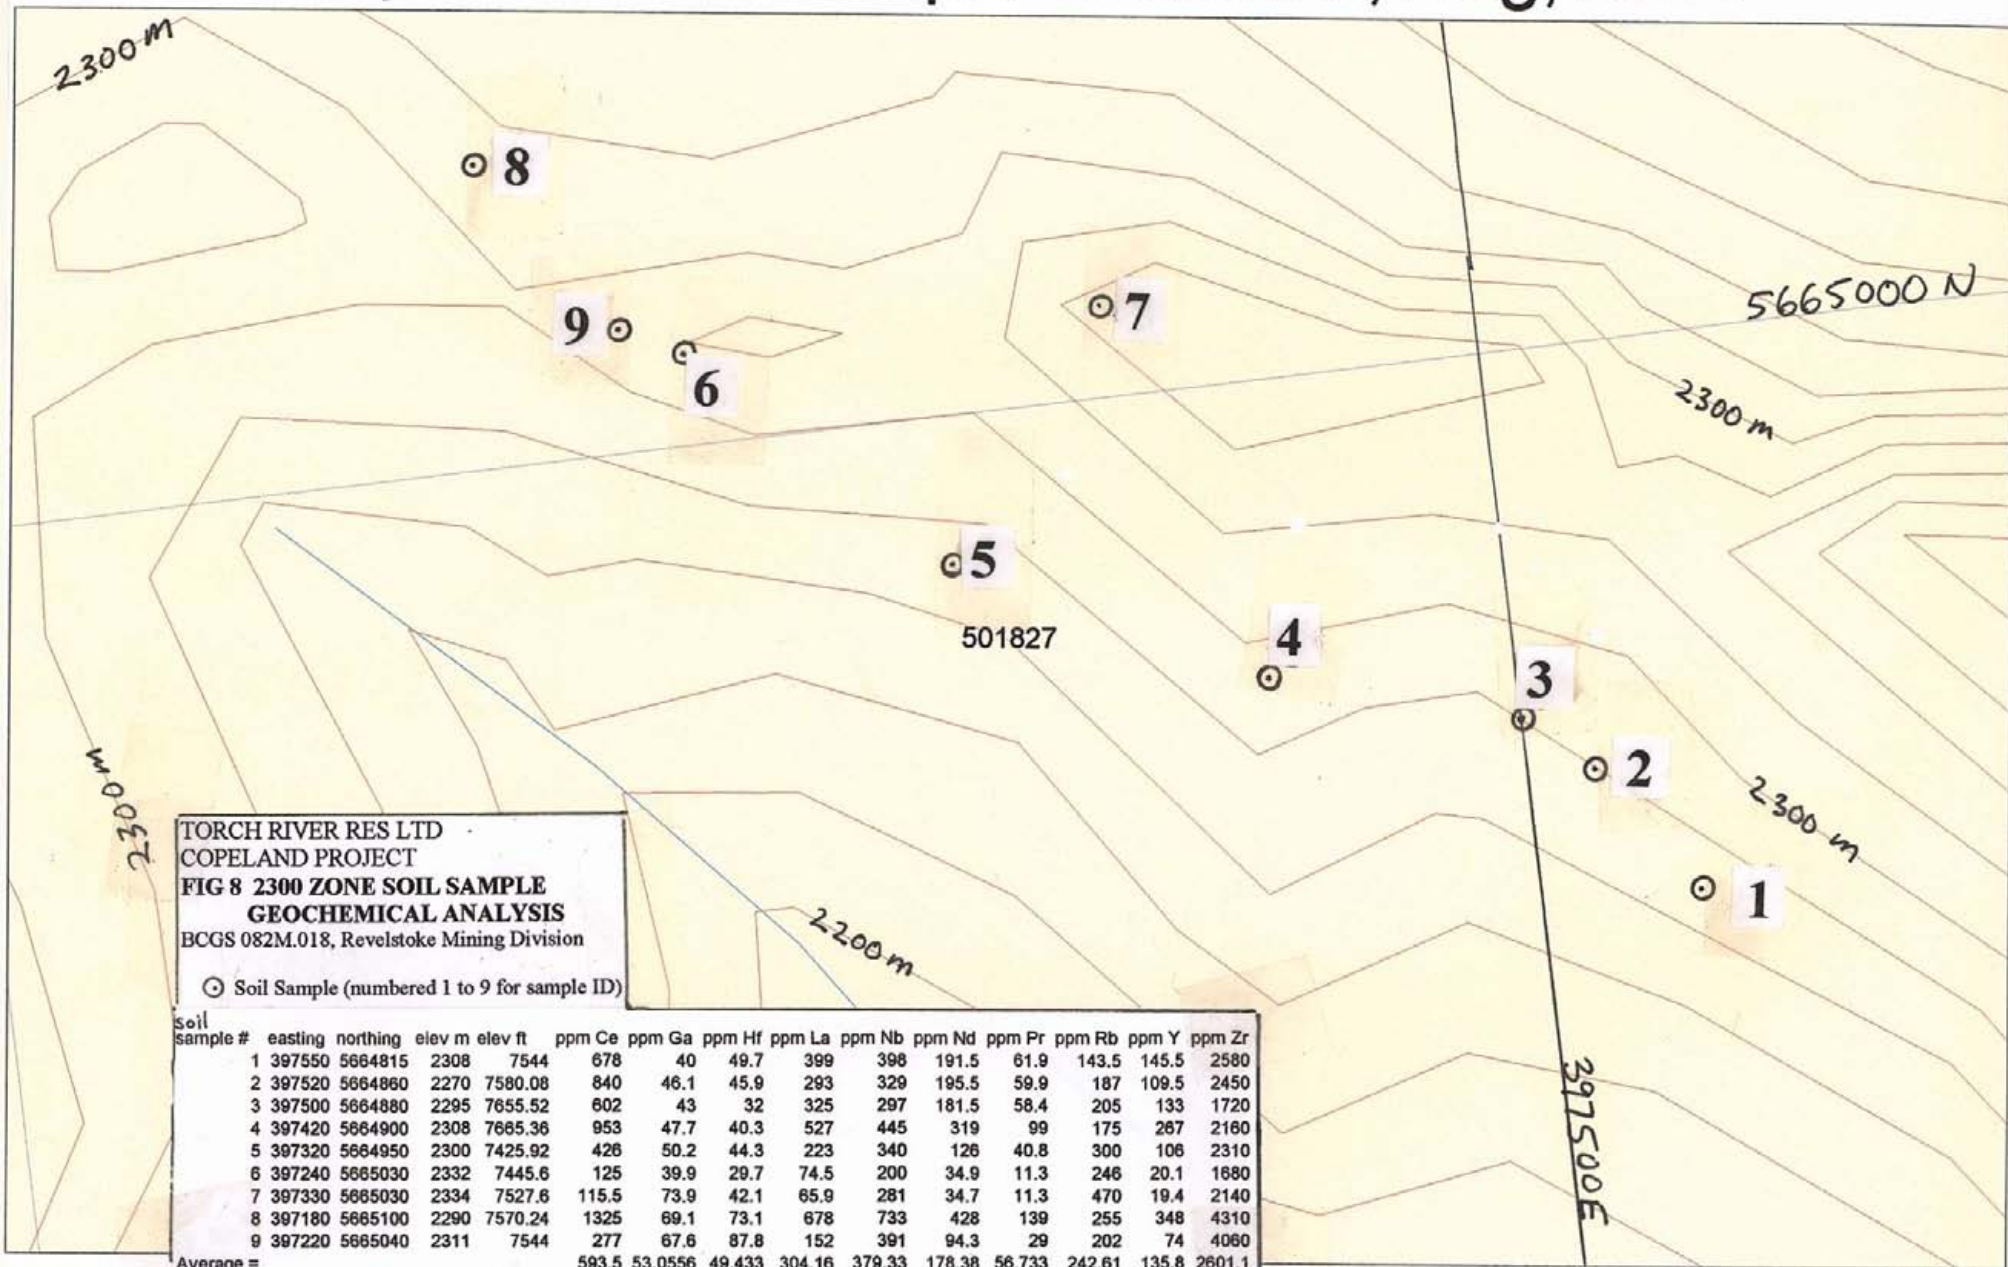 2300 m
8
5665000 N
9
7
6
2300 m
5
501827
4
3
2
2300 m
1
2300 m
2200 m
397500E
TORCH RIVER RES LTD
COPELAND PROJECT
FIG 8 2300 ZONE SOIL SAMPLE
GEOCHEMICAL ANALYSIS
BCGS 082M.018, Revelstoke Mining Division
Soil Sample (numbered 1 to 9 for sample ID)
soil
sample # easting northing elev m elev ft ppm Ce ppm Ga ppm Hf ppm La ppm Nb ppm Nd ppm Pr ppm Rb ppm Y ppm Zr
1 397550 5664815 2308 7544 678 40 49.7 399 398 191.5 61.9 143.5 145.5 2580
2 397520 5664860 2270 7580.08 840 46.1 45.9 293 329 195.5 59.9 187 109.5 2450
3 397500 5664880 2295 7655.52 602 43 32 325 297 181.5 58.4 205 133 1720
4 397420 5664900 2308 7665.36 953 47.7 40.3 527 445 319 99 175 267 2160
5 397320 5664950 2300 7425.92 426 50.2 44.3 223 340 126 40.8 300 106 2310
6 397240 5665030 2332 7445.6 125 39.9 29.7 74.5 200 34.9 11.3 246 20.1 1680
7 397330 5665030 2334 7527.6 115.5 73.9 42.1 65.9 281 34.7 11.3 470 19.4 2140
8 397180 5665100 2290 7570.24 1325 69.1 73.1 678 733 428 139 255 348 4310
9 397220 5665040 2311 7544 277 67.6 87.8 152 391 94.3 29 202 74 4060
Average = 593.5 53.0556 49.433 304.16 379.33 178.38 56.733 242.61 135.8 2601.1